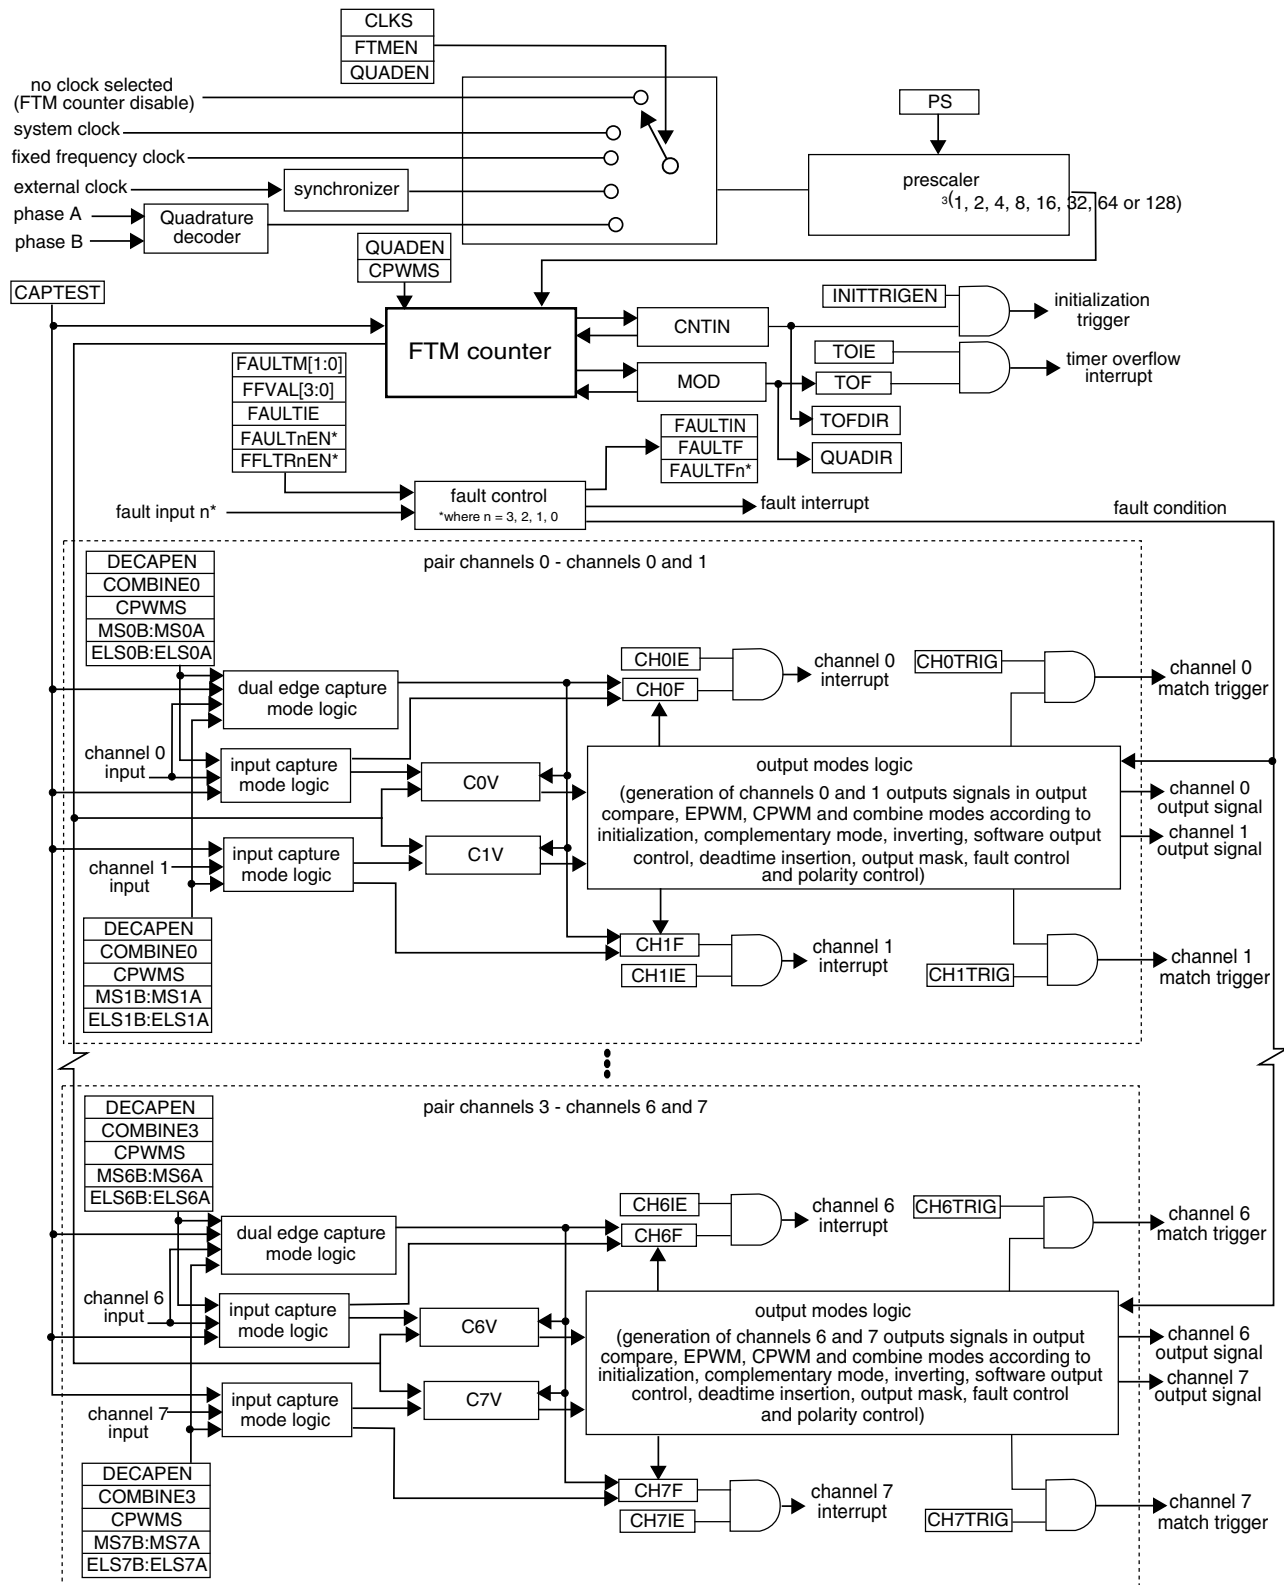 CLKS
FTMEN
QUADEN
no clock selected
(FTM counter disable)
system clock
fixed frequency clock
external clock
synchronizer
phase A
phase B
Quadrature
decoder
PS
prescaler
3(1, 2, 4, 8, 16, 32, 64 or 128)
QUADEN
CPWMS
CAPTEST
FTM counter
CNTIN
MOD
INITTRIGEN
initialization
trigger
TOIE
TOF
timer overflow
interrupt
TOFDIR
QUADIR
FAULTM[1:0]
FFVAL[3:0]
FAULTIE
FAULTnEN*
FFLTRnEN*
FAULTIN
FAULTF
FAULTFn*
fault input n*
fault control
*where n = 3, 2, 1, 0
fault interrupt
fault condition
pair channels 0 - channels 0 and 1
DECAPEN
COMBINE0
CPWMS
MS0B:MS0A
ELS0B:ELS0A
dual edge capture
mode logic
channel 0
input
input capture
mode logic
C0V
CH0IE
CH0F
channel 0
interrupt
CH0TRIG
channel 0
match trigger
output modes logic
(generation of channels 0 and 1 outputs signals in output
compare, EPWM, CPWM and combine modes according to
initialization, complementary mode, inverting, software output
control, deadtime insertion, output mask, fault control
and polarity control)
channel 0
output signal
channel 1
output signal
channel 1
input
input capture
mode logic
C1V
DECAPEN
COMBINE0
CPWMS
MS1B:MS1A
ELS1B:ELS1A
CH1F
CH1IE
channel 1
interrupt
CH1TRIG
channel 1
match trigger
pair channels 3 - channels 6 and 7
DECAPEN
COMBINE3
CPWMS
MS6B:MS6A
ELS6B:ELS6A
dual edge capture
mode logic
channel 6
input
input capture
mode logic
C6V
CH6IE
CH6F
channel 6
interrupt
CH6TRIG
channel 6
match trigger
output modes logic
(generation of channels 6 and 7 outputs signals in output
compare, EPWM, CPWM and combine modes according to
initialization, complementary mode, inverting, software output
control, deadtime insertion, output mask, fault control
and polarity control)
channel 6
output signal
channel 7
output signal
channel 7
input
input capture
mode logic
C7V
DECAPEN
COMBINE3
CPWMS
MS7B:MS7A
ELS7B:ELS7A
CH7F
CH7IE
channel 7
interrupt
CH7TRIG
channel 7
match trigger